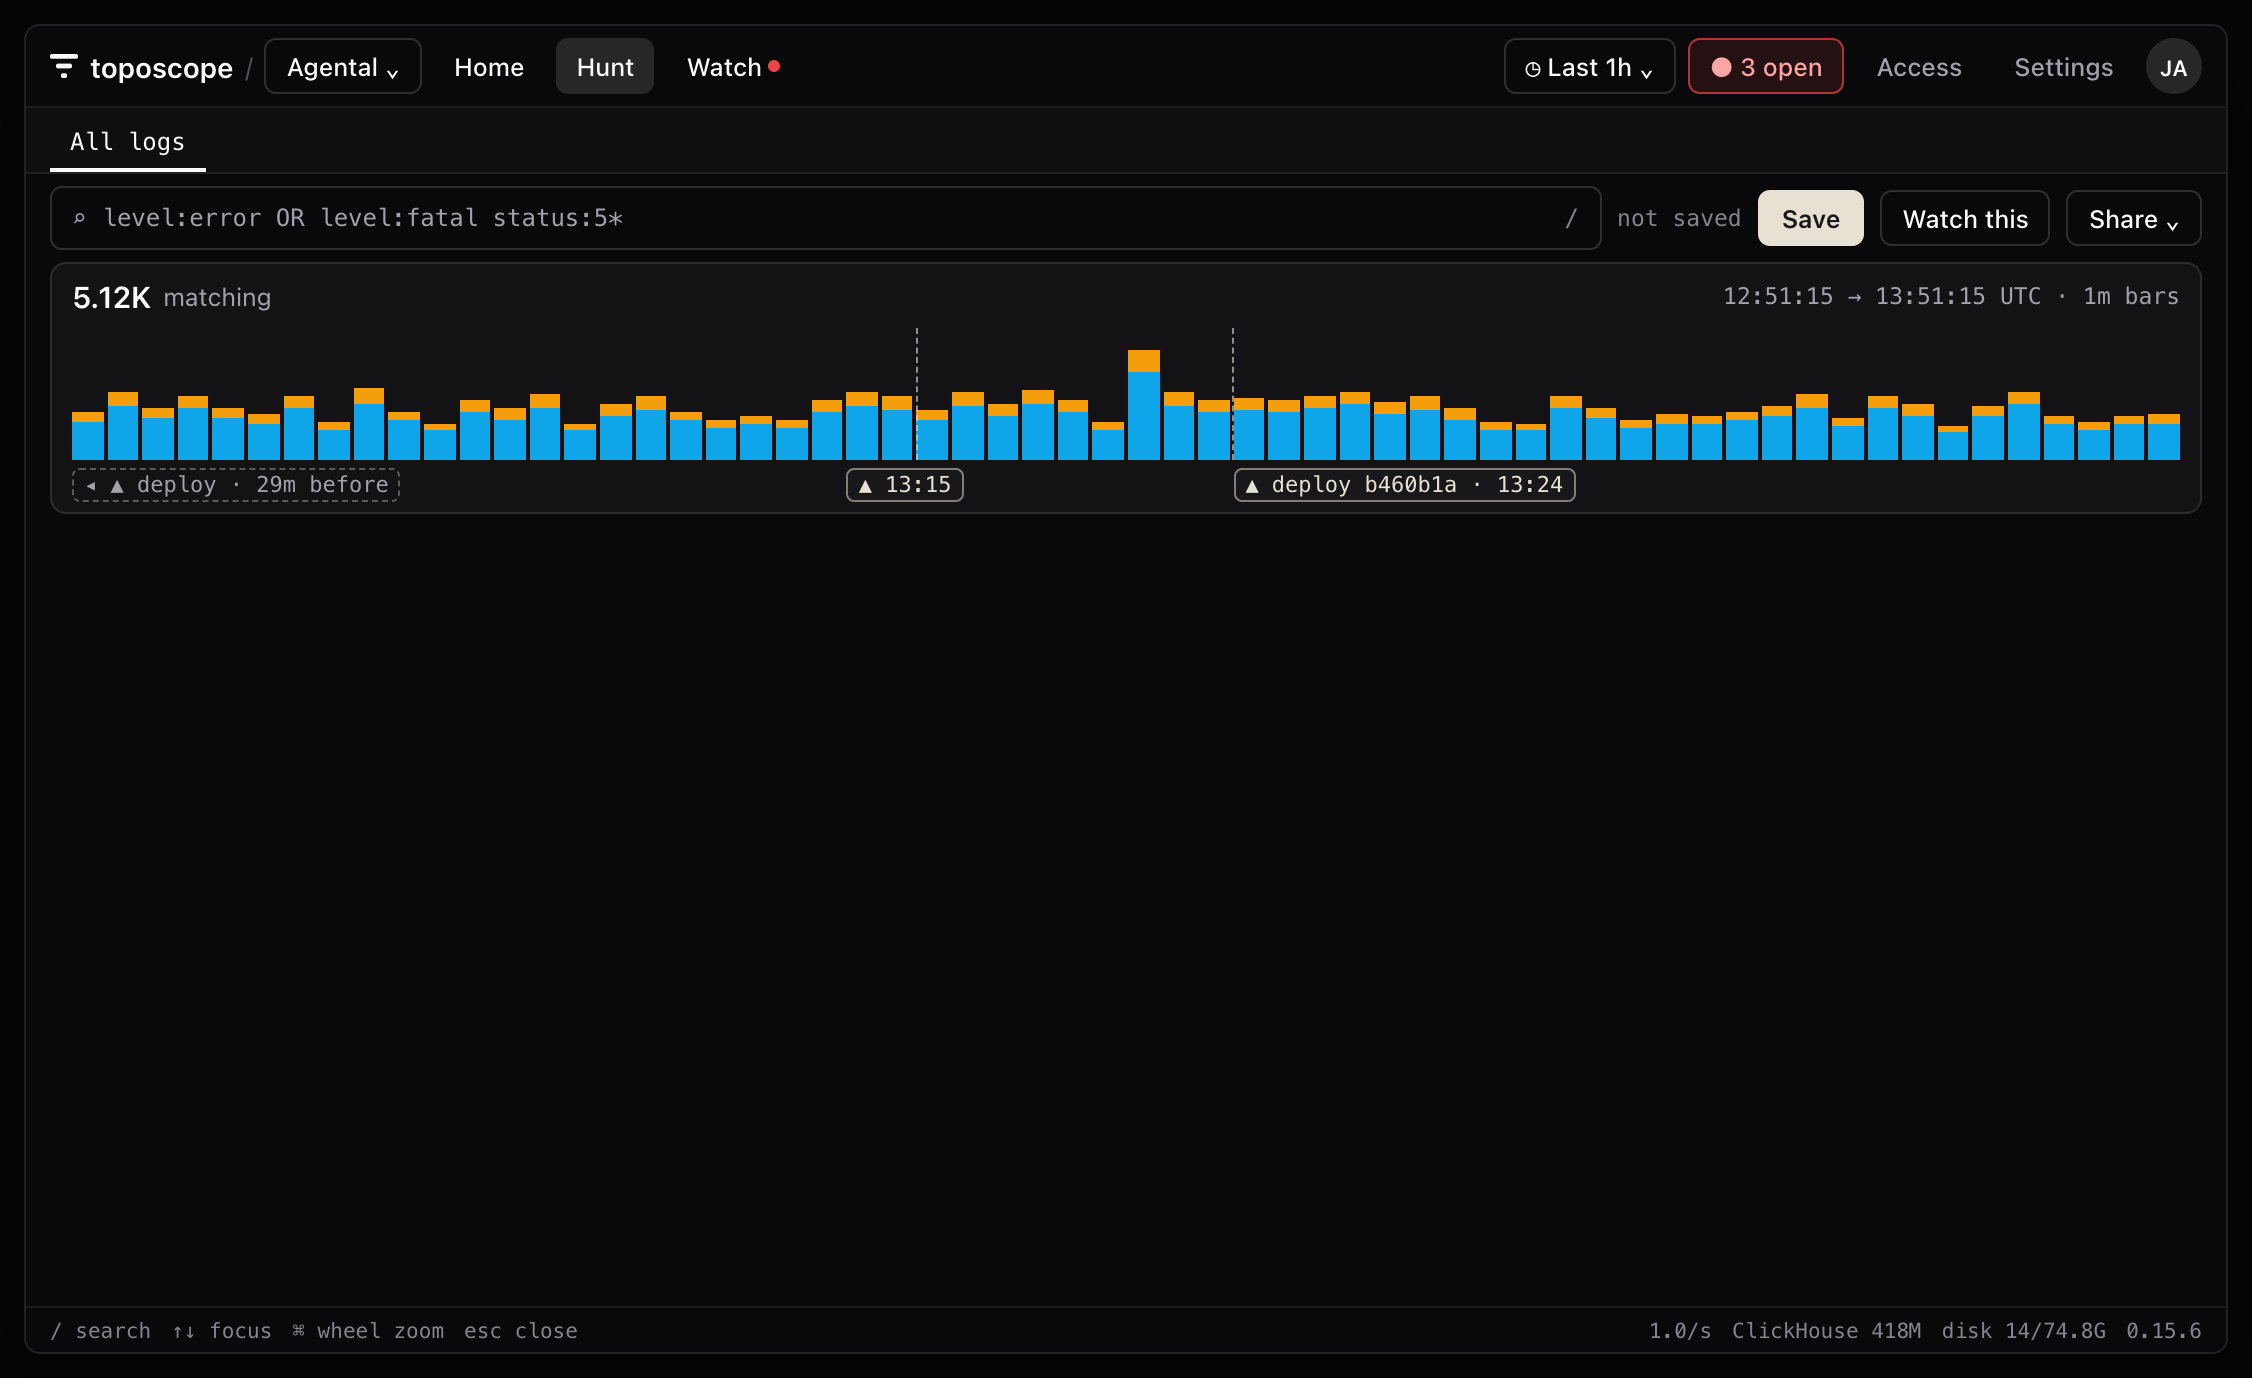 toposcope / Agental ⌄ Home Hunt Watch ◷ Last 1h ⌄ 3 open Access Settings JA
All logs
⌕ level:error OR level:fatal status:5* / not saved Save Watch this Share ⌄
5.12K matching 12:51:15 → 13:51:15 UTC · 1m bars
◂ ▲ deploy · 29m before ▲ 13:15 ▲ deploy b460b1a · 13:24
/ search ↑↓ focus ⌘ wheel zoom esc close 1.0/s ClickHouse 418M disk 14/74.8G 0.15.6